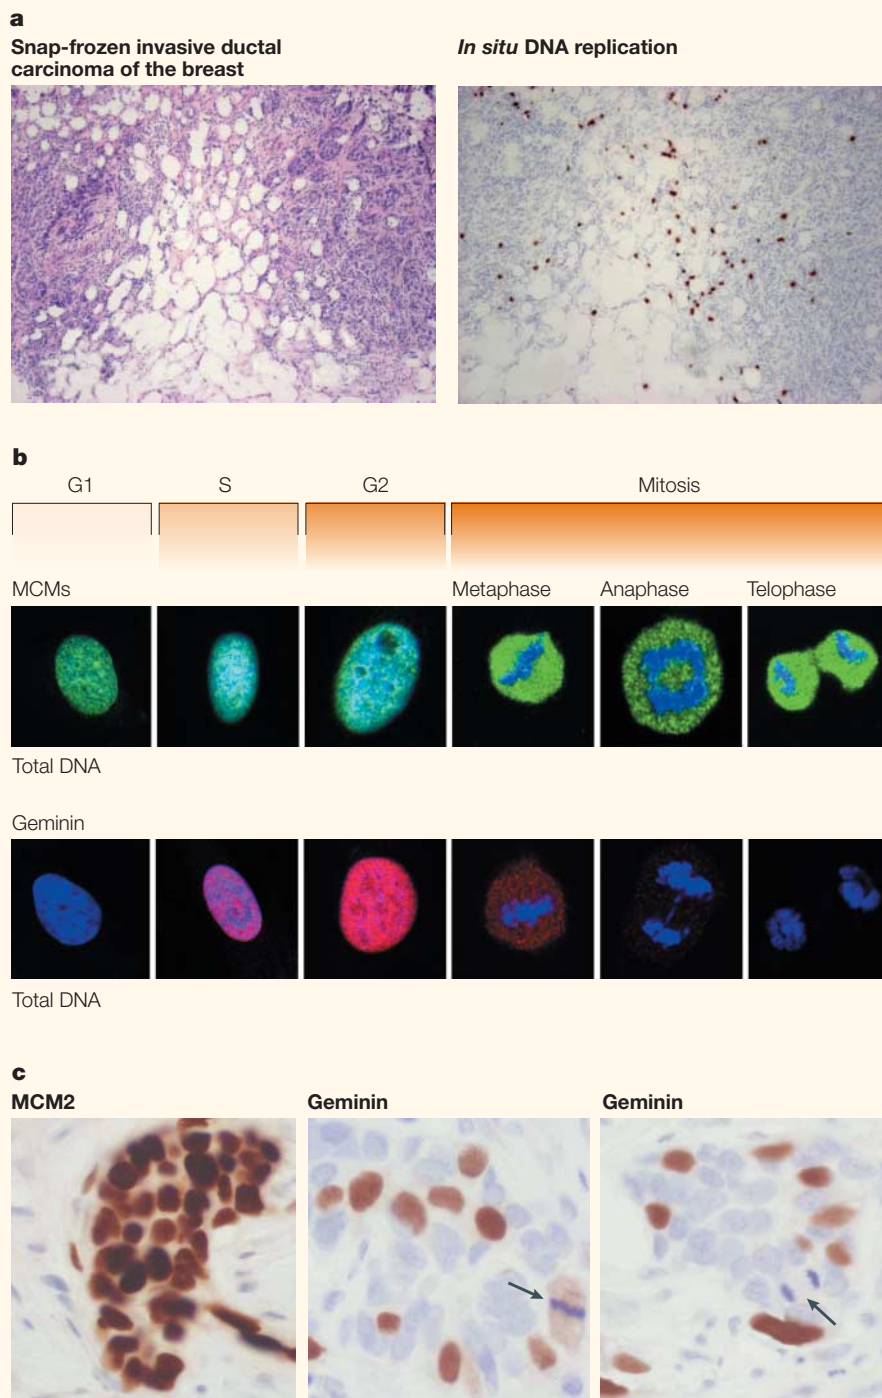 a
Snap-frozen invasive ductal
carcinoma of the breast
In situ DNA replication
b
G1 S G2 Mitosis
MCMs Metaphase Anaphase Telophase
Total DNA
Geminin
Total DNA
c
MCM2 Geminin Geminin